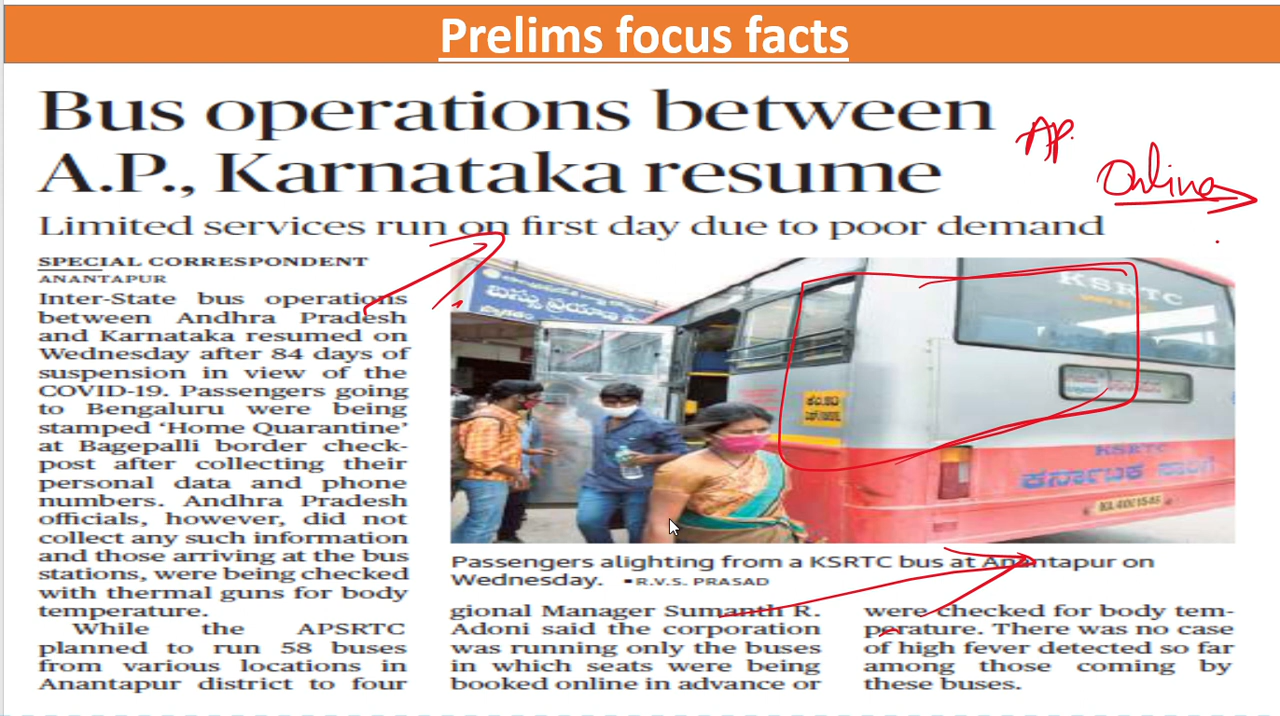 Prelims focus facts
Bus operations between
A.P., Karnataka resume
AP.
Online
Limited services run on first day due to poor demand
SPECIAL CORRESPONDENT
ANANTAPUR
Inter-State bus operations
between Andhra Pradesh
and Karnataka resumed on
Wednesday after 84 days of
suspension in view of the
COVID-19. Passengers going
to Bengaluru were being
stamped ‘Home Quarantine’
at Bagepalli border check-
post after collecting their
personal data and phone
numbers. Andhra Pradesh
officials, however, did not
collect any such information
and those arriving at the bus
stations, were being checked
with thermal guns for body
temperature.
While the APSRTC
planned to run 58 buses
from various locations in
Anantapur district to four
KSRTC
KSRTC
ಕರ್ನಾಟಕ ಸಾರಿಗೆ
Passengers alighting from a KSRTC bus at Anantapur on
Wednesday. ▪R.V.S. PRASAD
gional Manager Sumanth R.
Adoni said the corporation
was running only the buses
in which seats were being
booked online in advance or
were checked for body tem-
perature. There was no case
of high fever detected so far
among those coming by
these buses.